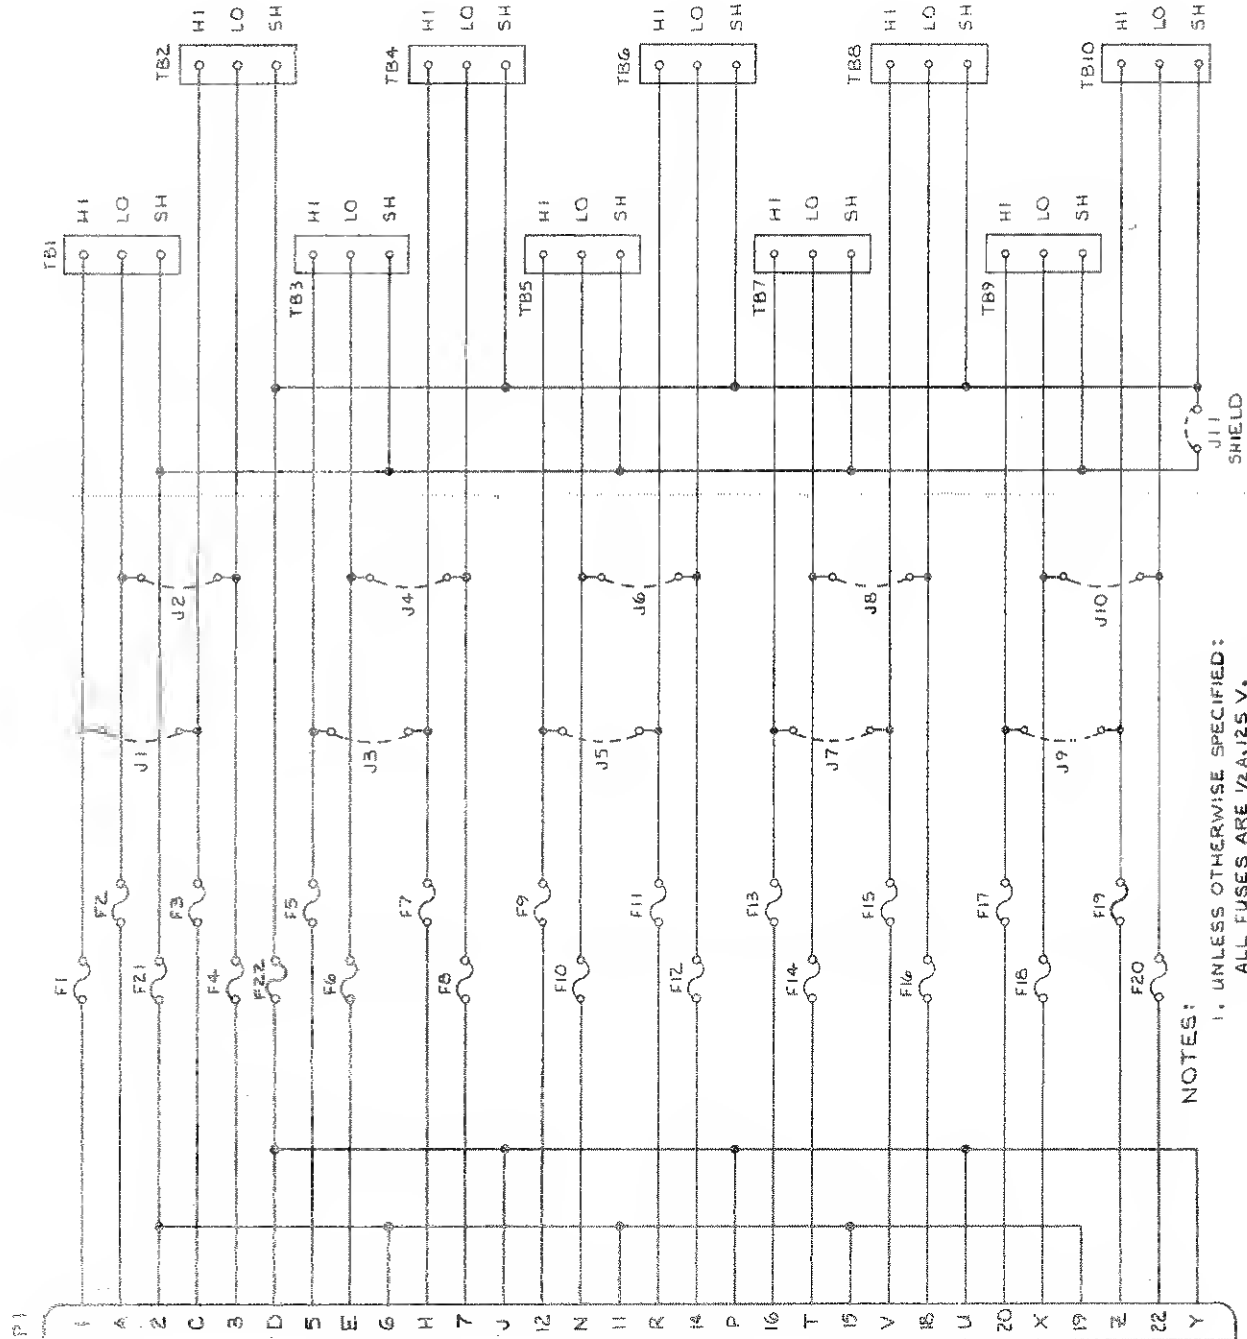 TB2
HI
LO
SH
TB4
HI
LO
SH
TB6
HI
LO
SH
TB8
HI
LO
SH
TB10
HI
LO
SH
TB1
HI
LO
SH
TB3
HI
LO
SH
TB5
HI
LO
SH
TB7
HI
LO
SH
TB9
HI
LO
SH
J11
SHIELD
J2
J4
J6
J8
J10
J1
J3
J5
J7
J9
F2
F3
F5
F7
F9
F11
F13
F15
F17
F19
F1
F21
F4
F22
F6
F8
F10
F12
F14
F16
F18
F20
NOTES:
1. UNLESS OTHERWISE SPECIFIED:
ALL FUSES ARE 1/2A,125 V.
P1
1
A
2
C
3
D
5
E
6
H
7
J
12
N
11
R
14
P
16
T
15
V
18
U
20
X
19
Z
22
Y